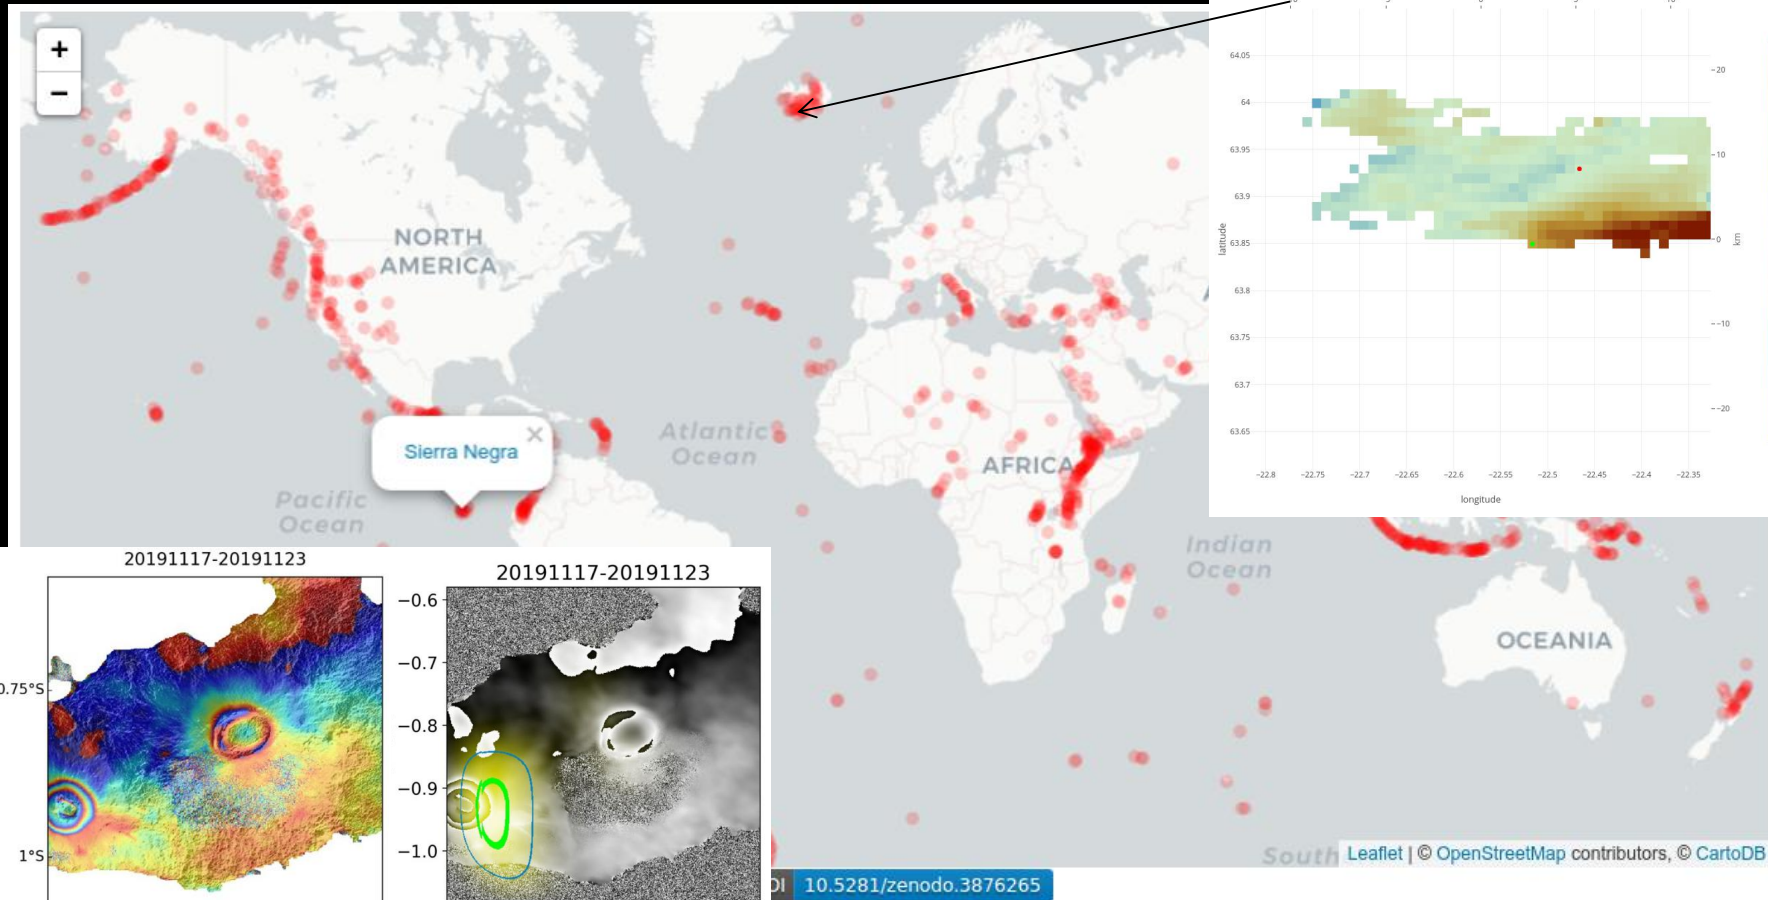 +
−
NORTH
AMERICA
Sierra Negra
×
Atlantic
Ocean
Pacific
Ocean
AFRICA
Indian
Ocean
OCEANIA
South
Leaflet | © OpenStreetMap contributors, © CartoDB
10.5281/zenodo.3876265
64.05
64
63.95
63.9
63.85
63.8
63.75
63.7
63.65
latitude
−22.8
−22.75
−22.7
−22.65
−22.6
−22.55
−22.5
−22.45
−22.4
−22.35
longitude
20
10
0
−10
−20
km
20191117-20191123
0.75°S
1°S
20191117-20191123
−0.6
−0.7
−0.8
−0.9
−1.0